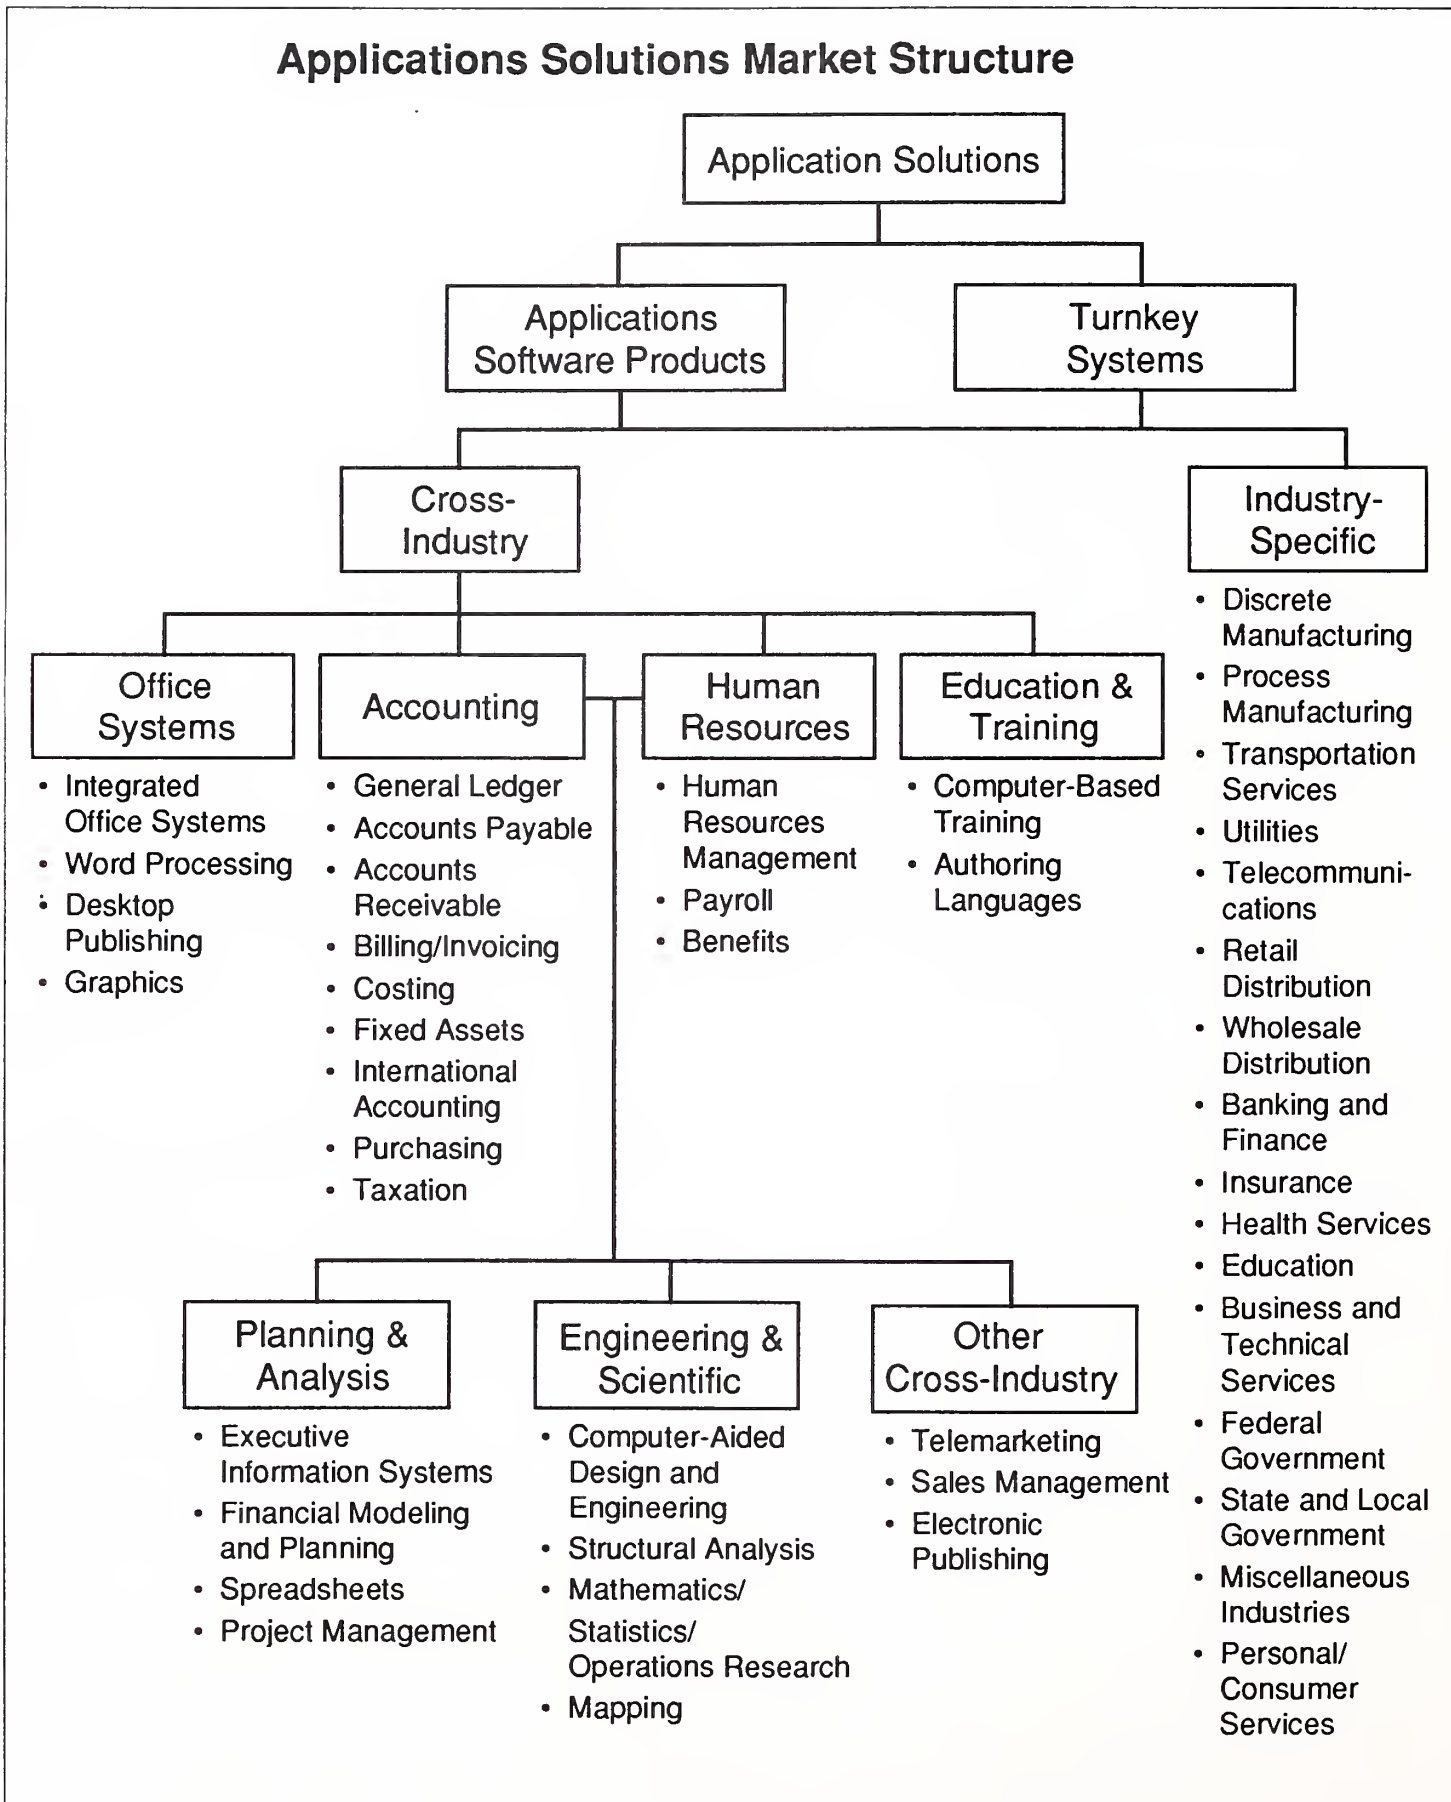 Applications Solutions Market Structure
Application Solutions
Applications
Software Products
Turnkey
Systems
Cross-
Industry
Industry-
Specific
• Discrete
Manufacturing
• Process
Manufacturing
• Transportation
Services
• Utilities
• Telecommuni-
cations
• Retail
Distribution
• Wholesale
Distribution
• Banking and
Finance
• Insurance
• Health Services
• Education
• Business and
Technical
Services
• Federal
Government
• State and Local
Government
• Miscellaneous
Industries
• Personal/
Consumer
Services
Office
Systems
• Integrated
Office Systems
• Word Processing
• Desktop
Publishing
• Graphics
Accounting
• General Ledger
• Accounts Payable
• Accounts
Receivable
• Billing/Invoicing
• Costing
• Fixed Assets
• International
Accounting
• Purchasing
• Taxation
Human
Resources
• Human
Resources
Management
• Payroll
• Benefits
Education &
Training
• Computer-Based
Training
• Authoring
Languages
Planning &
Analysis
• Executive
Information Systems
• Financial Modeling
and Planning
• Spreadsheets
• Project Management
Engineering &
Scientific
• Computer-Aided
Design and
Engineering
• Structural Analysis
• Mathematics/
Statistics/
Operations Research
• Mapping
Other
Cross-Industry
• Telemarketing
• Sales Management
• Electronic
Publishing